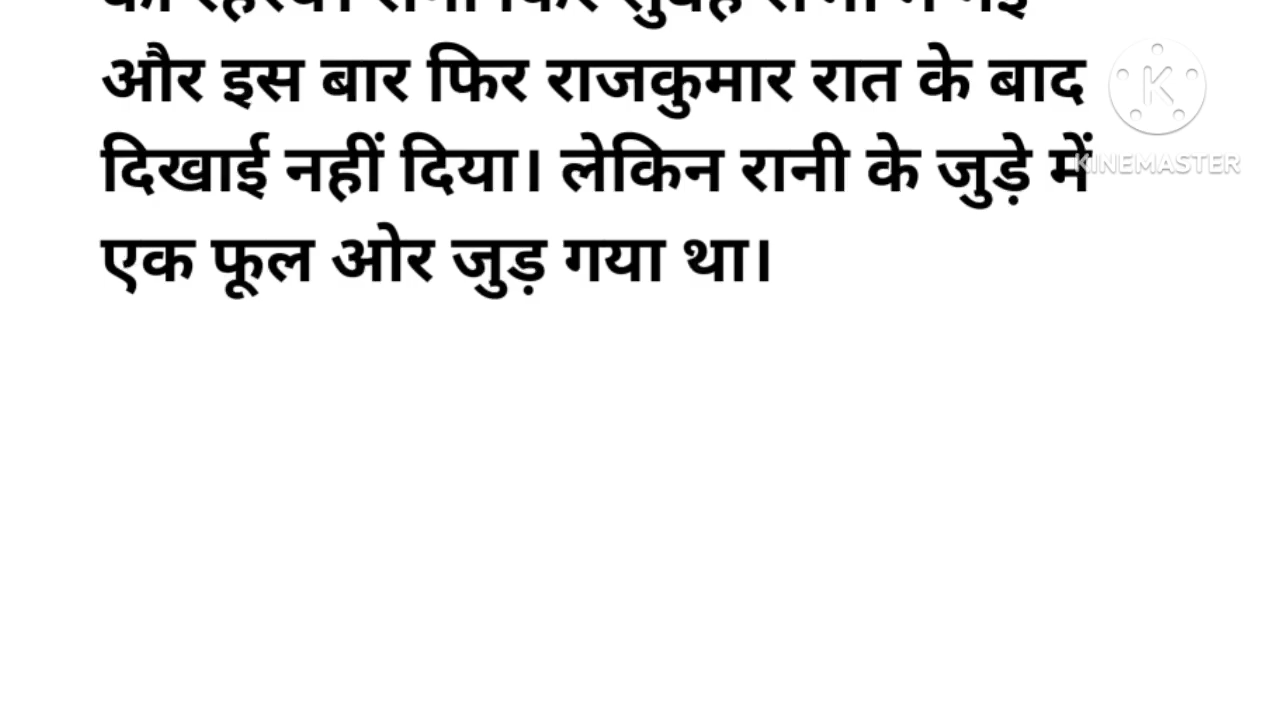 और इस बार फिर राजकुमार रात के बाद
दिखाई नहीं दिया। लेकिन रानी के जुड़े में
एक फूल ओर जुड़ गया था।
K
KINEMASTER